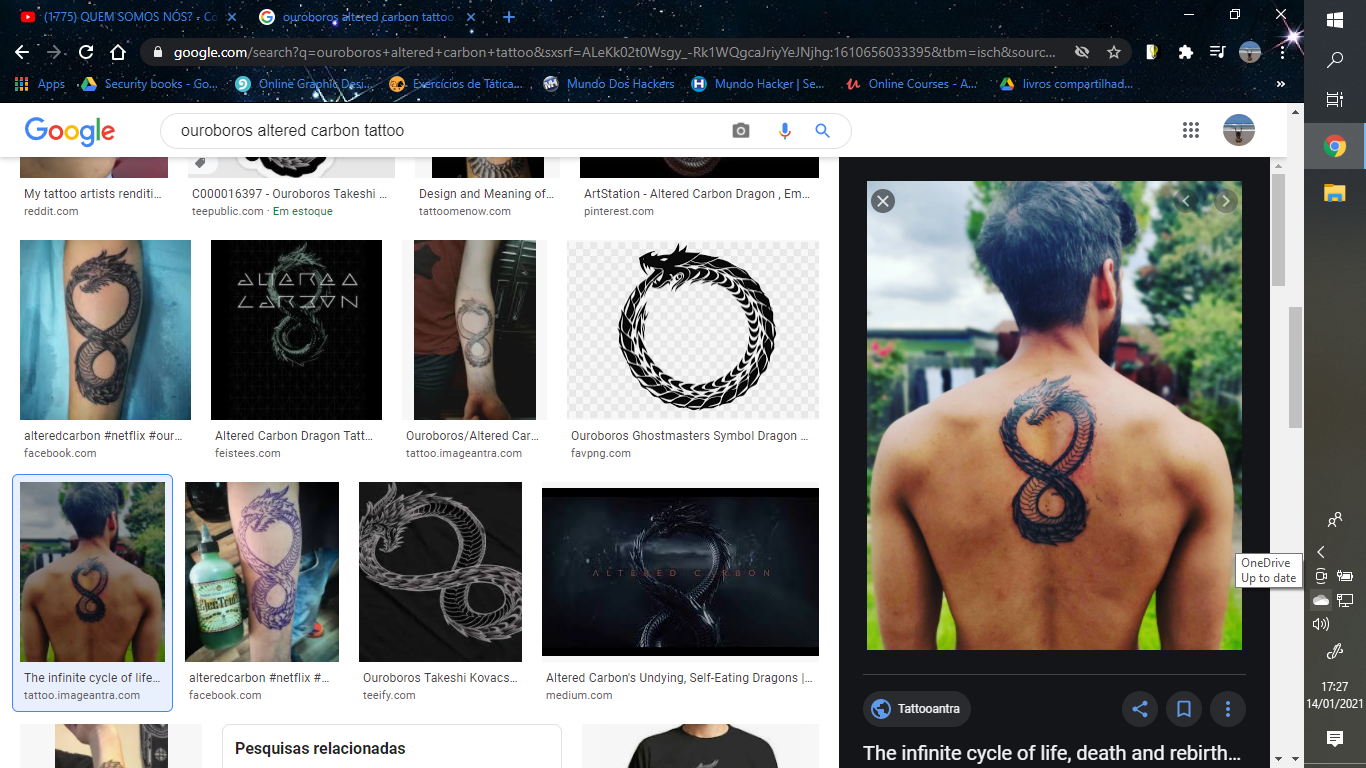 (1775) QUEM SOMOS NÓS? - Co
ouroboros altered carbon tattoo
google.com/search?q=ouroboros+altered+carbon+tattoo&sxsrf=ALeKk02t0Wsgy_-Rk1WQgcaJriyYeJNjhg:1610656033395&tbm=isch&sourc...
Apps
Security books - Go...
Online Graphic Desi...
Exercícios de Tática...
Mundo Dos Hackers
Mundo Hacker | Se...
Online Courses - A...
livros compartilhad...
Google
ouroboros altered carbon tattoo
My tattoo artists renditi...
reddit.com
C000016397 - Ouroboros Takeshi ...
teepublic.com · Em estoque
Design and Meaning of...
tattoomenow.com
ArtStation - Altered Carbon Dragon , Em...
pinterest.com
alteredcarbon #netflix #our...
facebook.com
Altered Carbon Dragon Tatt...
feistees.com
Ouroboros/Altered Car...
tattoo.imageantra.com
Ouroboros Ghostmasters Symbol Dragon ...
favpng.com
ALTERED CARBON
The infinite cycle of life...
tattoo.imageantra.com
alteredcarbon #netflix #...
facebook.com
Ouroboros Takeshi Kovacs...
teeify.com
Altered Carbon's Undying, Self-Eating Dragons |...
medium.com
Pesquisas relacionadas
Tattooantra
The infinite cycle of life, death and rebirth...
OneDrive
Up to date
17:27
14/01/2021